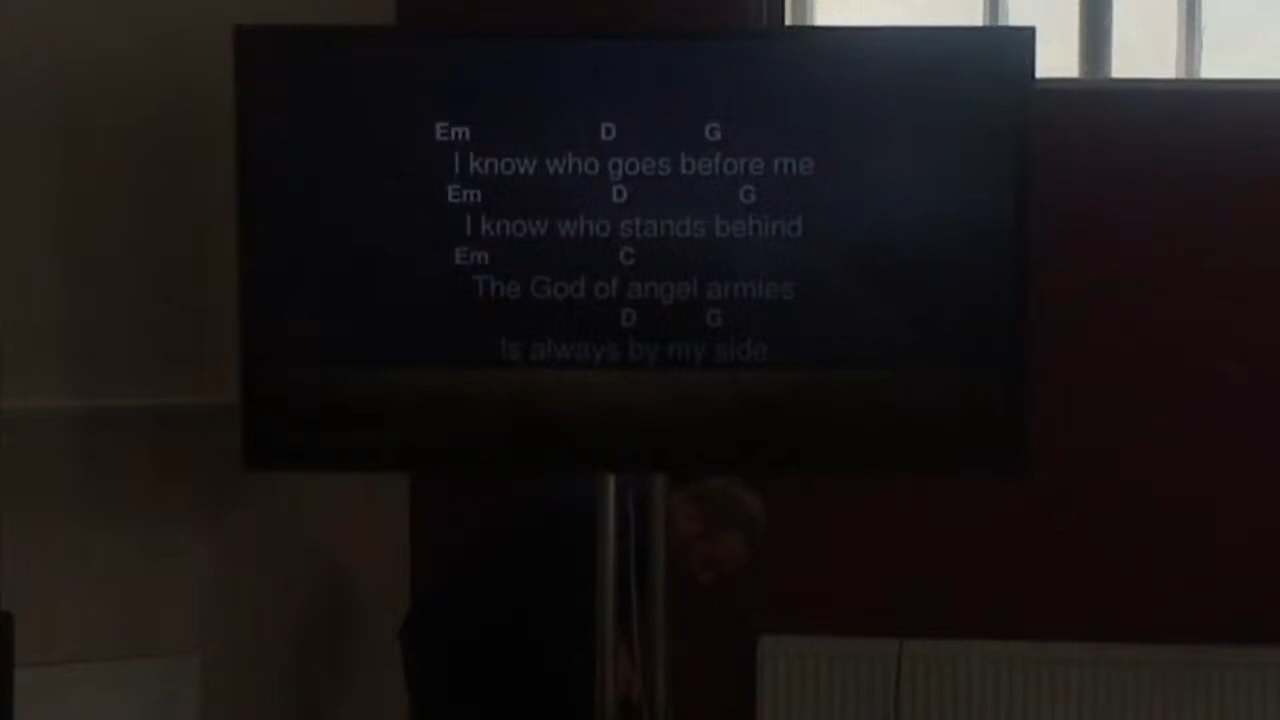 Em D G
I know who goes before me
Em D G
I know who stands behind
Em C
The God of angel armies
D G
Is always by my side